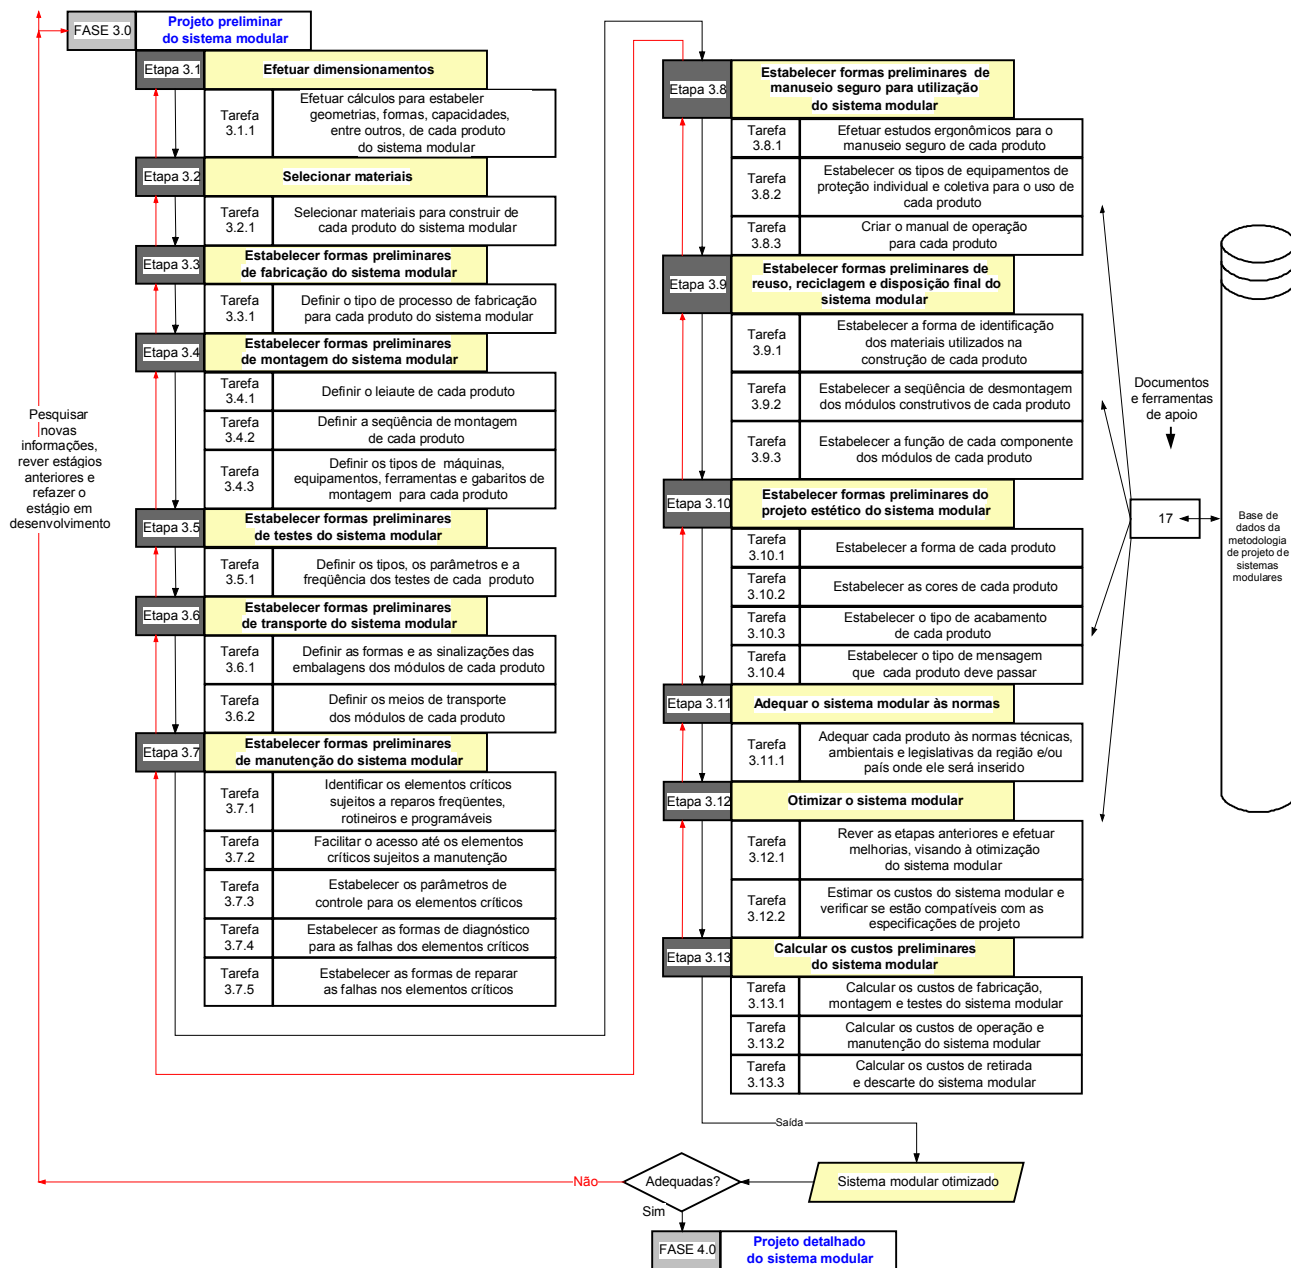 FASE 3.0
Projeto preliminar
do sistema modular
Etapa 3.1
Efetuar dimensionamentos
Tarefa
3.1.1
Efetuar cálculos para estabeler
geometrias, formas, capacidades,
entre outros, de cada produto
do sistema modular
Etapa 3.2
Selecionar materiais
Tarefa
3.2.1
Selecionar materiais para construir de
cada produto do sistema modular
Etapa 3.3
Estabelecer formas preliminares
de fabricação do sistema modular
Tarefa
3.3.1
Definir o tipo de processo de fabricação
para cada produto do sistema modular
Etapa 3.4
Estabelecer formas preliminares
de montagem do sistema modular
Tarefa
3.4.1
Definir o leiaute de cada produto
Tarefa
3.4.2
Definir a seqüência de montagem
de cada produto
Tarefa
3.4.3
Definir os tipos de máquinas,
equipamentos, ferramentas e gabaritos de
montagem para cada produto
Etapa 3.5
Estabelecer formas preliminares
de testes do sistema modular
Tarefa
3.5.1
Definir os tipos, os parâmetros e a
freqüência dos testes de cada produto
Etapa 3.6
Estabelecer formas preliminares
de transporte do sistema modular
Tarefa
3.6.1
Definir as formas e as sinalizações das
embalagens dos módulos de cada produto
Tarefa
3.6.2
Definir os meios de transporte
dos módulos de cada produto
Etapa 3.7
Estabelecer formas preliminares
de manutenção do sistema modular
Tarefa
3.7.1
Identificar os elementos críticos
sujeitos a reparos freqüentes,
rotineiros e programáveis
Tarefa
3.7.2
Facilitar o acesso até os elementos
críticos sujeitos a manutenção
Tarefa
3.7.3
Estabelecer os parâmetros de
controle para os elementos críticos
Tarefa
3.7.4
Estabelecer as formas de diagnóstico
para as falhas dos elementos críticos
Tarefa
3.7.5
Estabelecer as formas de reparar
as falhas nos elementos críticos
Pesquisar
novas
informações,
rever estágios
anteriores e
refazer o
estágio em
desenvolvimento
Etapa 3.8
Estabelecer formas preliminares de
manuseio seguro para utilização
do sistema modular
Tarefa
3.8.1
Efetuar estudos ergonômicos para o
manuseio seguro de cada produto
Tarefa
3.8.2
Estabelecer os tipos de equipamentos de
proteção individual e coletiva para o uso de
cada produto
Tarefa
3.8.3
Criar o manual de operação
para cada produto
Etapa 3.9
Estabelecer formas preliminares de
reuso, reciclagem e disposição final do
sistema modular
Tarefa
3.9.1
Estabelecer a forma de identificação
dos materiais utilizados na
construção de cada produto
Tarefa
3.9.2
Estabelecer a seqüência de desmontagem
dos módulos construtivos de cada produto
Tarefa
3.9.3
Estabelecer a função de cada componente
dos módulos de cada produto
Etapa 3.10
Estabelecer formas preliminares do
projeto estético do sistema modular
Tarefa
3.10.1
Estabelecer a forma de cada produto
Tarefa
3.10.2
Estabelecer as cores de cada produto
Tarefa
3.10.3
Estabelecer o tipo de acabamento
de cada produto
Tarefa
3.10.4
Estabelecer o tipo de mensagem
que cada produto deve passar
Etapa 3.11
Adequar o sistema modular às normas
Tarefa
3.11.1
Adequar cada produto às normas técnicas,
ambientais e legislativas da região e/ou
país onde ele será inserido
Etapa 3.12
Otimizar o sistema modular
Tarefa
3.12.1
Rever as etapas anteriores e efetuar
melhorias, visando à otimização
do sistema modular
Tarefa
3.12.2
Estimar os custos do sistema modular e
verificar se estão compatíveis com as
especificações de projeto
Etapa 3.13
Calcular os custos preliminares
do sistema modular
Tarefa
3.13.1
Calcular os custos de fabricação,
montagem e testes do sistema modular
Tarefa
3.13.2
Calcular os custos de operação e
manutenção do sistema modular
Tarefa
3.13.3
Calcular os custos de retirada
e descarte do sistema modular
Documentos
e ferramentas
de apoio
17
Base de
dados da
metodologia
de projeto de
sistemas
modulares
Saída
Sistema modular otimizado
Adequadas?
Não
Sim
FASE 4.0
Projeto detalhado
do sistema modular